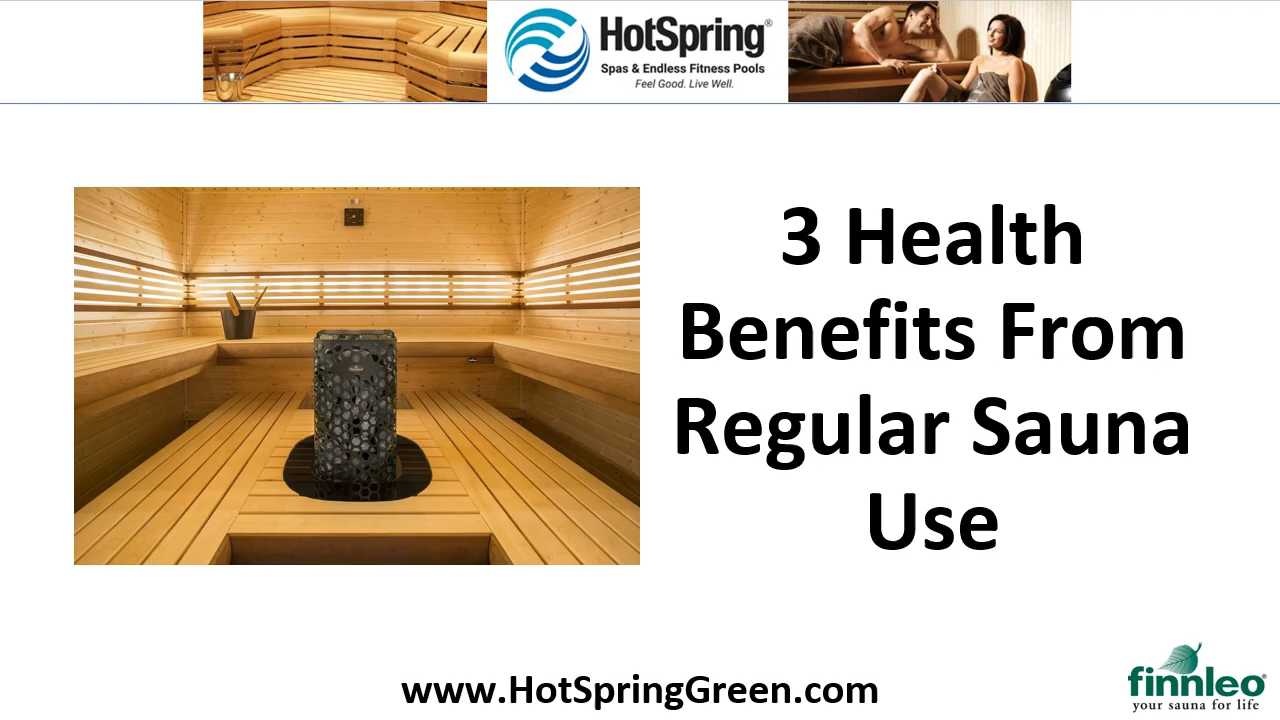 HotSpring®
Spas & Endless Fitness Pools
Feel Good. Live Well.
3 Health
Benefits From
Regular Sauna
Use
www.HotSpringGreen.com
finnleo®
your sauna for life